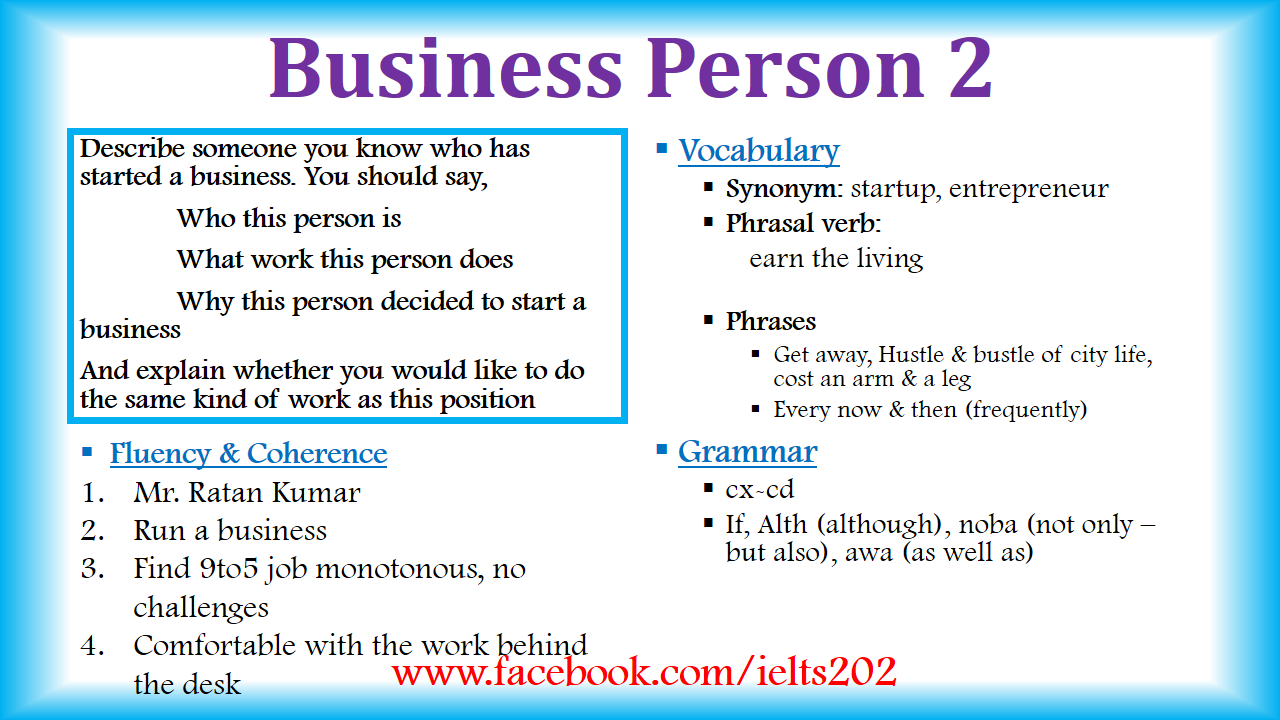 Business Person 2
Describe someone you know who has
started a business. You should say,
Who this person is
What work this person does
Why this person decided to start a
business
And explain whether you would like to do
the same kind of work as this position
▪ Fluency & Coherence
1. Mr. Ratan Kumar
2. Run a business
3. Find 9to5 job monotonous, no
challenges
4. Comfortable with the work behind
the desk
▪ Vocabulary
▪ Synonym: startup, entrepreneur
▪ Phrasal verb:
earn the living
▪ Phrases
▪ Get away, Hustle & bustle of city life,
cost an arm & a leg
▪ Every now & then (frequently)
▪ Grammar
▪ cx-cd
▪ If, Alth (although), noba (not only –
but also), awa (as well as)
www.facebook.com/ielts202